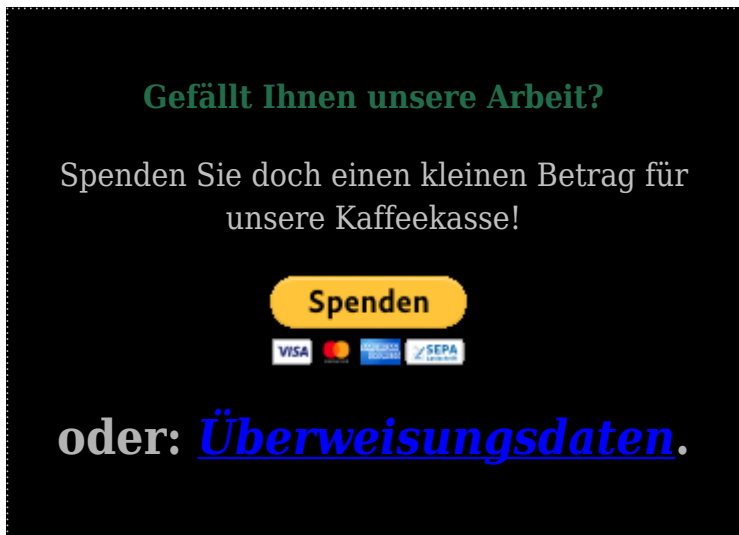 Gefällt Ihnen unsere Arbeit?
Spenden Sie doch einen kleinen Betrag für
unsere Kaffeekasse!
Spenden
VISA SEPA
oder: Überweisungsdaten.